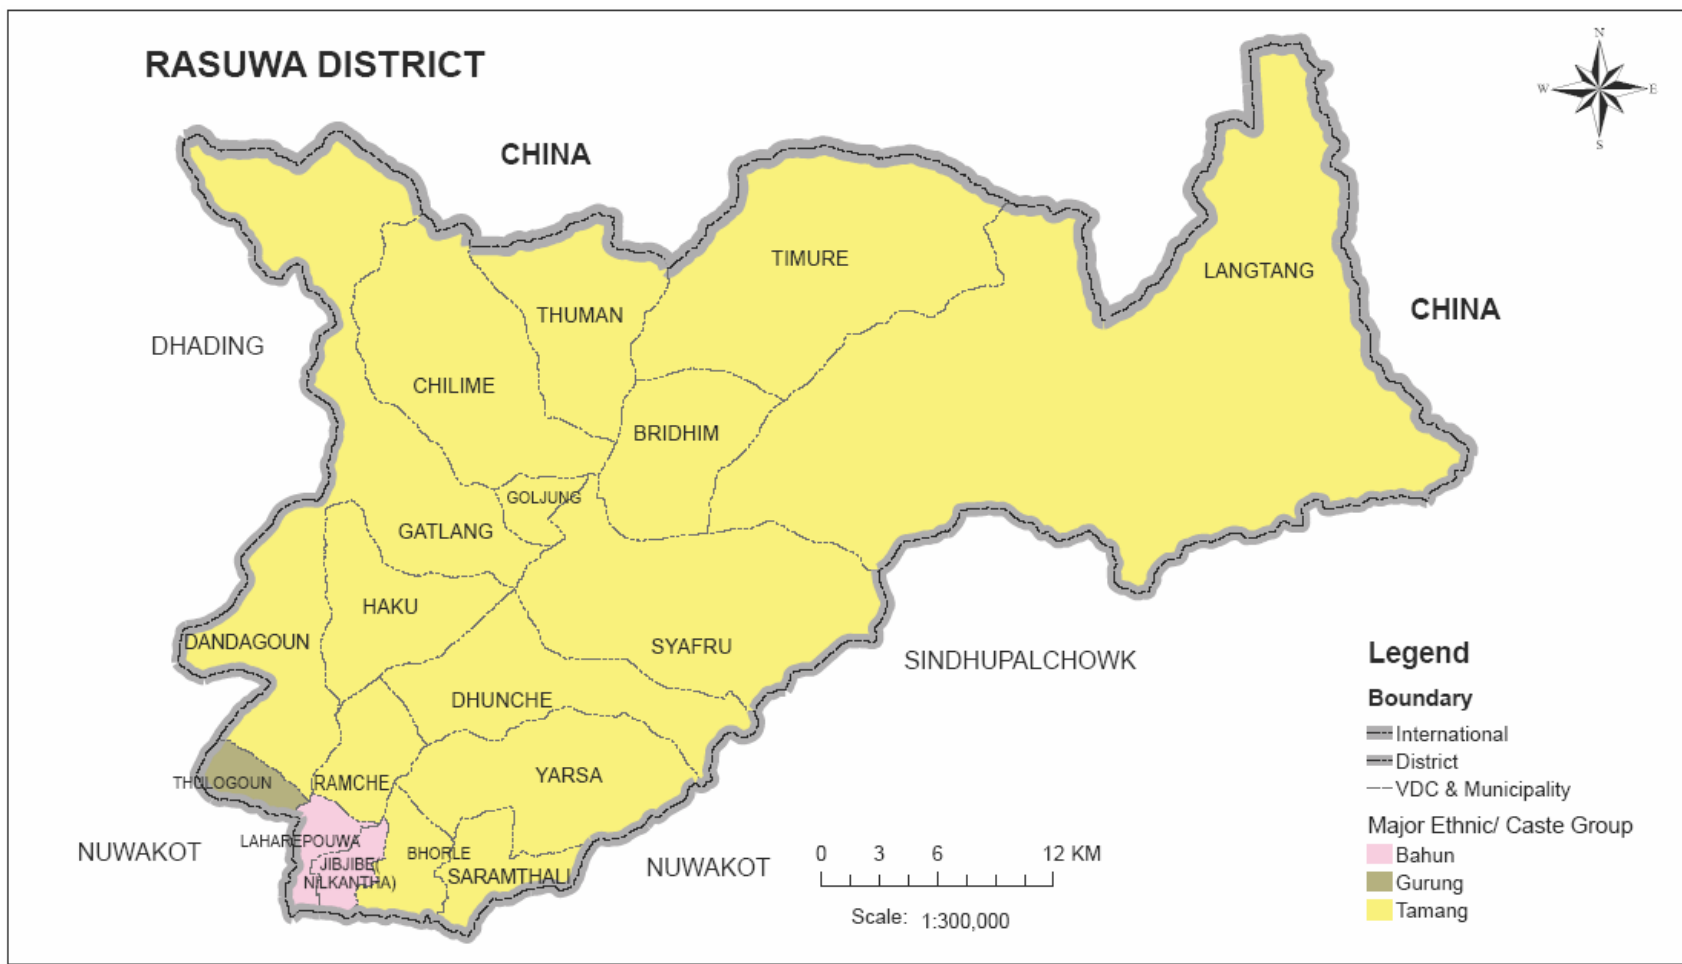 RASUWA DISTRICT
N
W E
S
CHINA
TIMURE
LANGTANG
THUMAN
CHINA
DHADING
CHILIME
BRIDHIM
GOLJUNG
GATLANG
HAKU
DANDAGOUN
SYAFRU
SINDHUPALCHOWK
DHUNCHE
THULOGOUN
RAMCHE
YARSA
LAHAREPOUWA
NUWAKOT
BHORLE
JIBJIBE
NILKANTHA)
SARAMTHALI
NUWAKOT
0 3 6 12 KM
Scale: 1:300,000
Legend
Boundary
International
District
VDC & Municipality
Major Ethnic/ Caste Group
Bahun
Gurung
Tamang